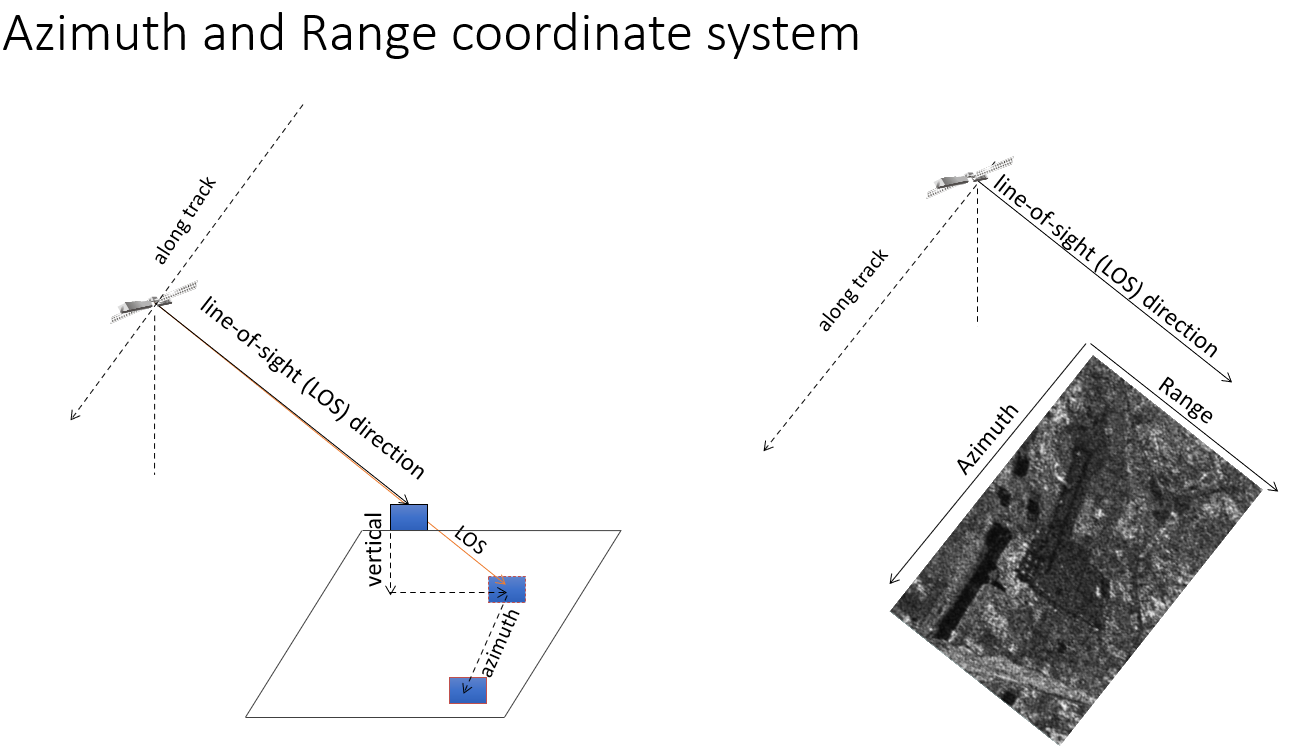 Azimuth and Range coordinate system
along track
line-of-sight (LOS) direction
vertical
LOS
azimuth
line-of-sight (LOS) direction
along track
Range
Azimuth